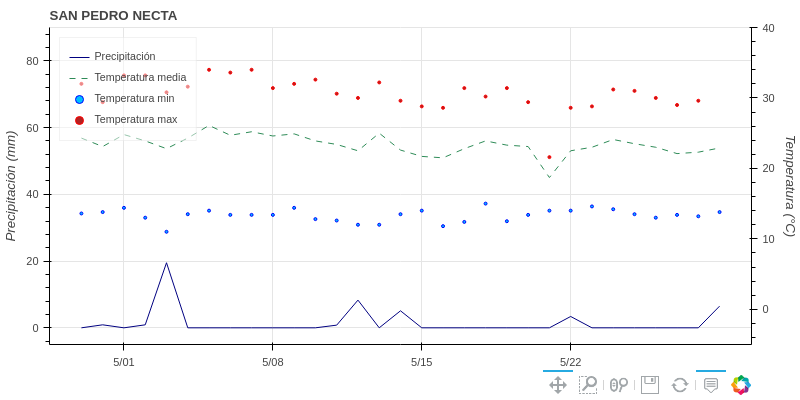 SAN PEDRO NECTA
Precipitación
Temperatura media
Temperatura min
Temperatura max
Precipitación (mm)
80
60
40
20
0
Temperatura (°C)
40
30
20
10
0
5/01
5/08
5/15
5/22